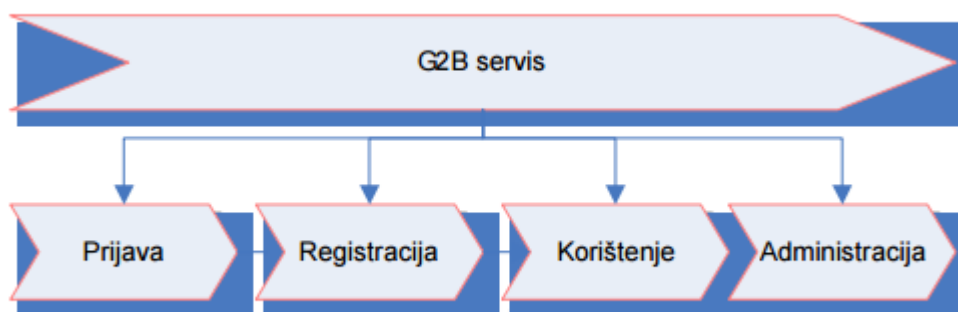 G2B servis
Prijava
Registracija
Korištenje
Administracija